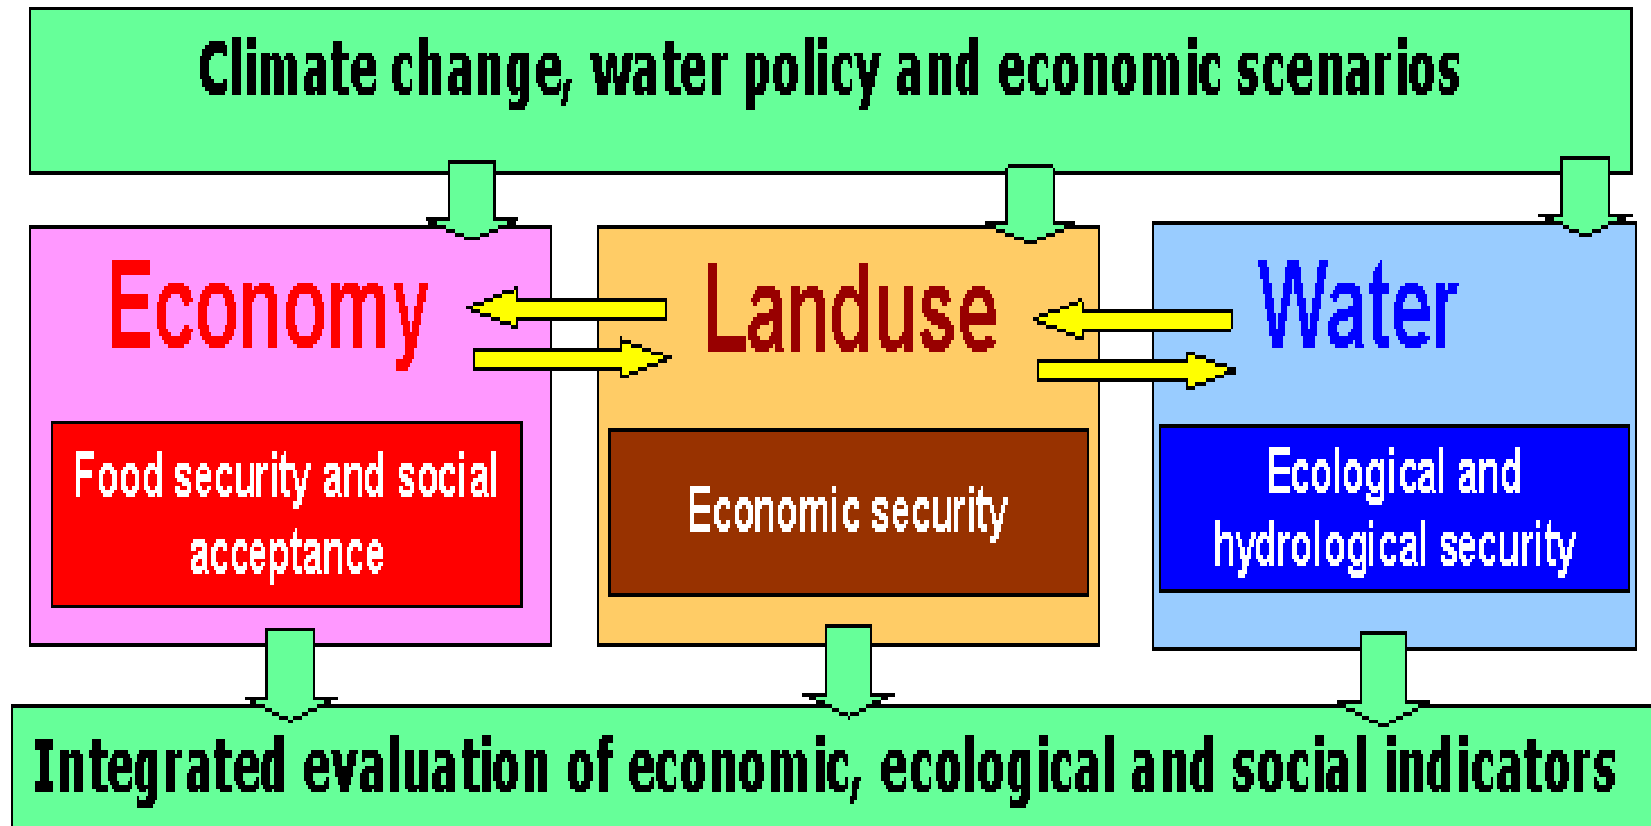 Climate change, water policy and economic scenarios
Economy
Landuse
Water
Food security and social
acceptance
Economic security
Ecological and
hydrological security
Integrated evaluation of economic, ecological and social indicators